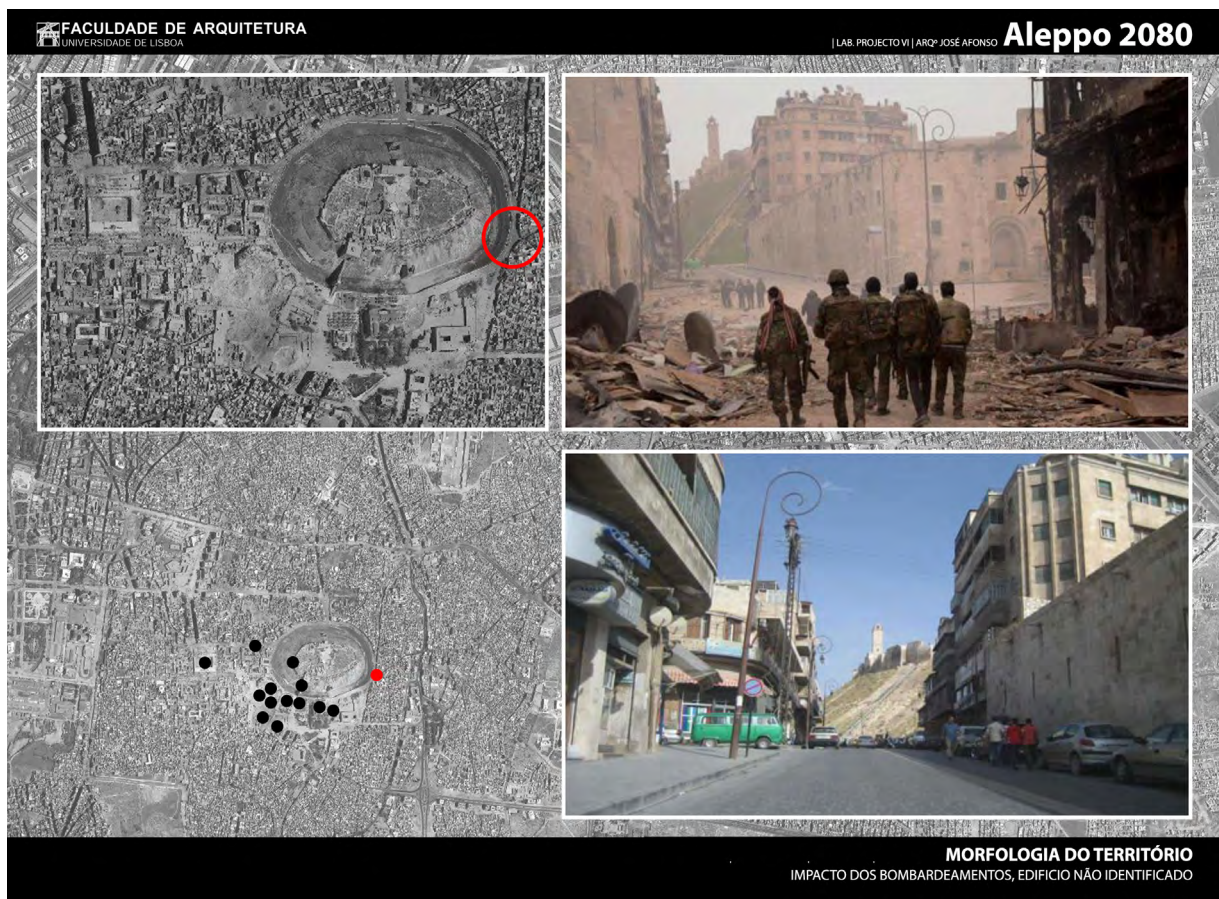 FACULDADE DE ARQUITETURA
UNIVERSIDADE DE LISBOA
| LAB. PROJECTO VI | ARQº JOSÉ AFONSO Aleppo 2080
MORFOLOGIA DO TERRITÓRIO
IMPACTO DOS BOMBARDEAMENTOS, EDIFICIO NÃO IDENTIFICADO